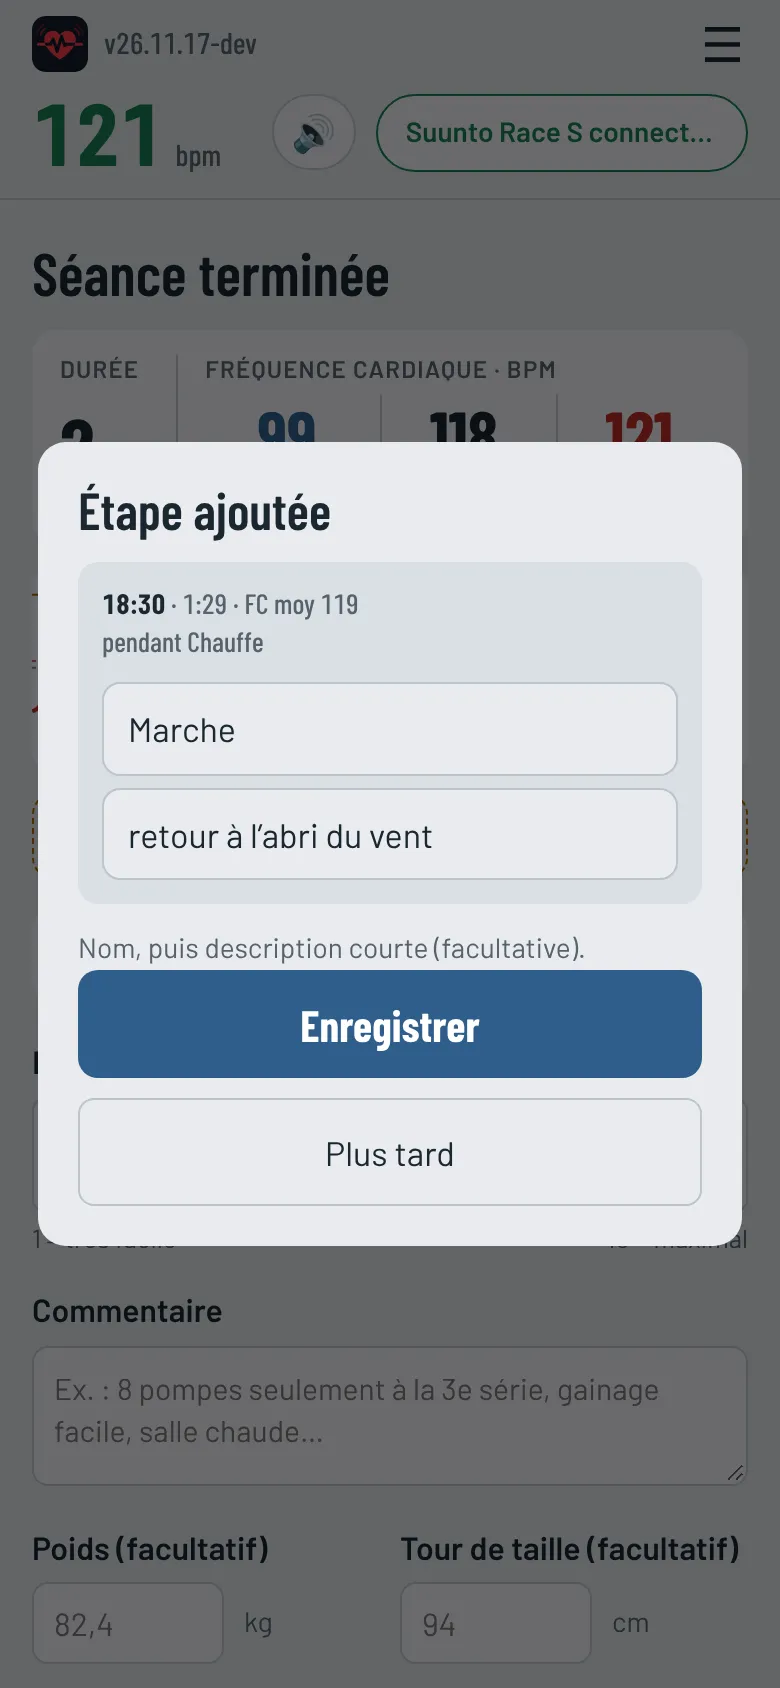 v26.11.17-dev
121 bpm
Suunto Race S connect...
Séance terminée
DURÉE
FRÉQUENCE CARDIAQUE · BPM
99 118 121
Étape ajoutée
18:30 · 1:29 · FC moy 119
pendant Chauffe
Marche
retour à l’abri du vent
Nom, puis description courte (facultative).
Enregistrer
Plus tard
Commentaire
Ex. : 8 pompes seulement à la 3e série, gainage
facile, salle chaude...
Poids (facultatif)
Tour de taille (facultatif)
82,4 kg
94 cm